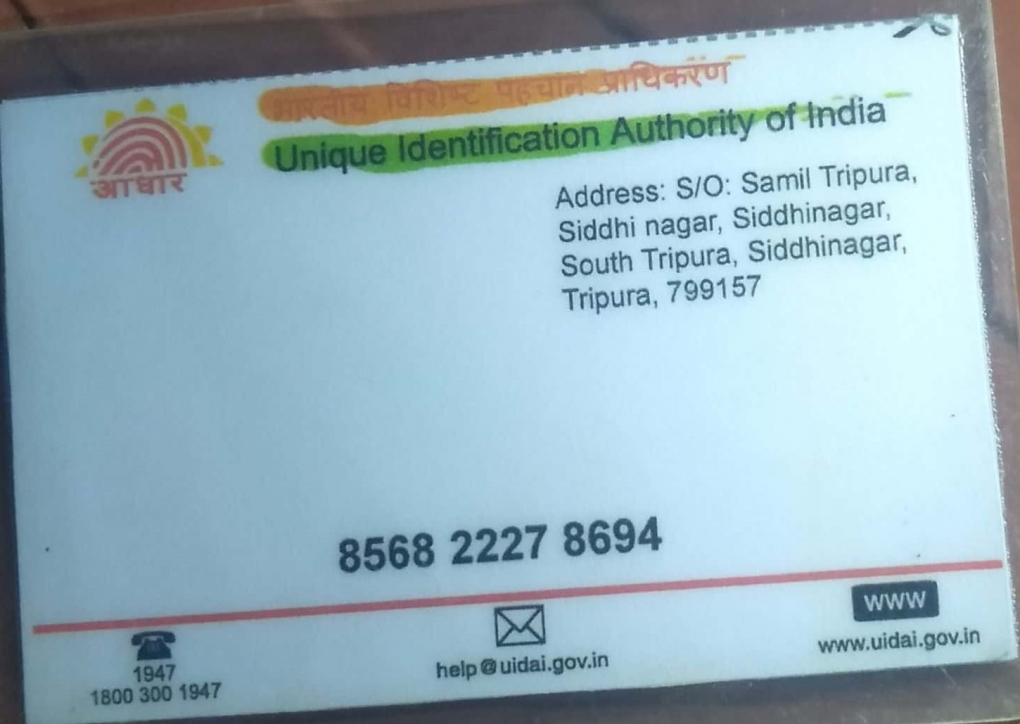 भारतीय विशिष्ट पहचान प्राधिकरण
Unique Identification Authority of India
आधार
Address: S/O: Samil Tripura,
Siddhi nagar, Siddhinagar,
South Tripura, Siddhinagar,
Tripura, 799157
8568 2227 8694
1947
1800 300 1947
help@uidai.gov.in
www
www.uidai.gov.in